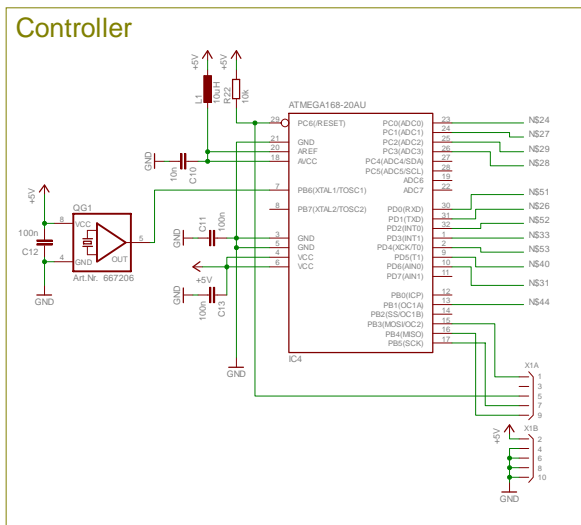 Controller
+5V
+5V
L1
10uH
R22
10k
ATMEGA168-20AU
29
PC6(/RESET)
21
GND
20
AREF
18
AVCC
7
PB6(XTAL1/TOSC1)
8
PB7(XTAL2/TOSC2)
3
GND
5
GND
4
VCC
6
VCC
IC4
PC0(ADC0)
23
N$24
PC1(ADC1)
24
N$27
PC2(ADC2)
25
N$29
PC3(ADC3)
26
N$28
PC4(ADC4/SDA)
27
PC5(ADC5/SCL)
28
ADC6
19
ADC7
22
PD0(RXD)
30
N$51
PD1(TXD)
31
N$26
PD2(INT0)
32
N$52
PD3(INT1)
1
N$33
PD4(XCK/T0)
2
N$53
PD5(T1)
9
N$40
PD6(AIN0)
10
N$31
PD7(AIN1)
11
PB0(ICP)
12
PB1(OC1A)
13
N$44
PB2(SS/OC1B)
14
PB3(MOSI/OC2)
15
PB4(MISO)
16
PB5(SCK)
17
GND
10n
C10
+5V
QG1
8
VCC
100n
C12
4
GND
OUT
5
Art.Nr. 667206
GND
GND
C11
100n
+5V
GND
100n
C13
GND
X1A
1
3
5
7
9
X1B
+5V
2
4
6
8
10
GND